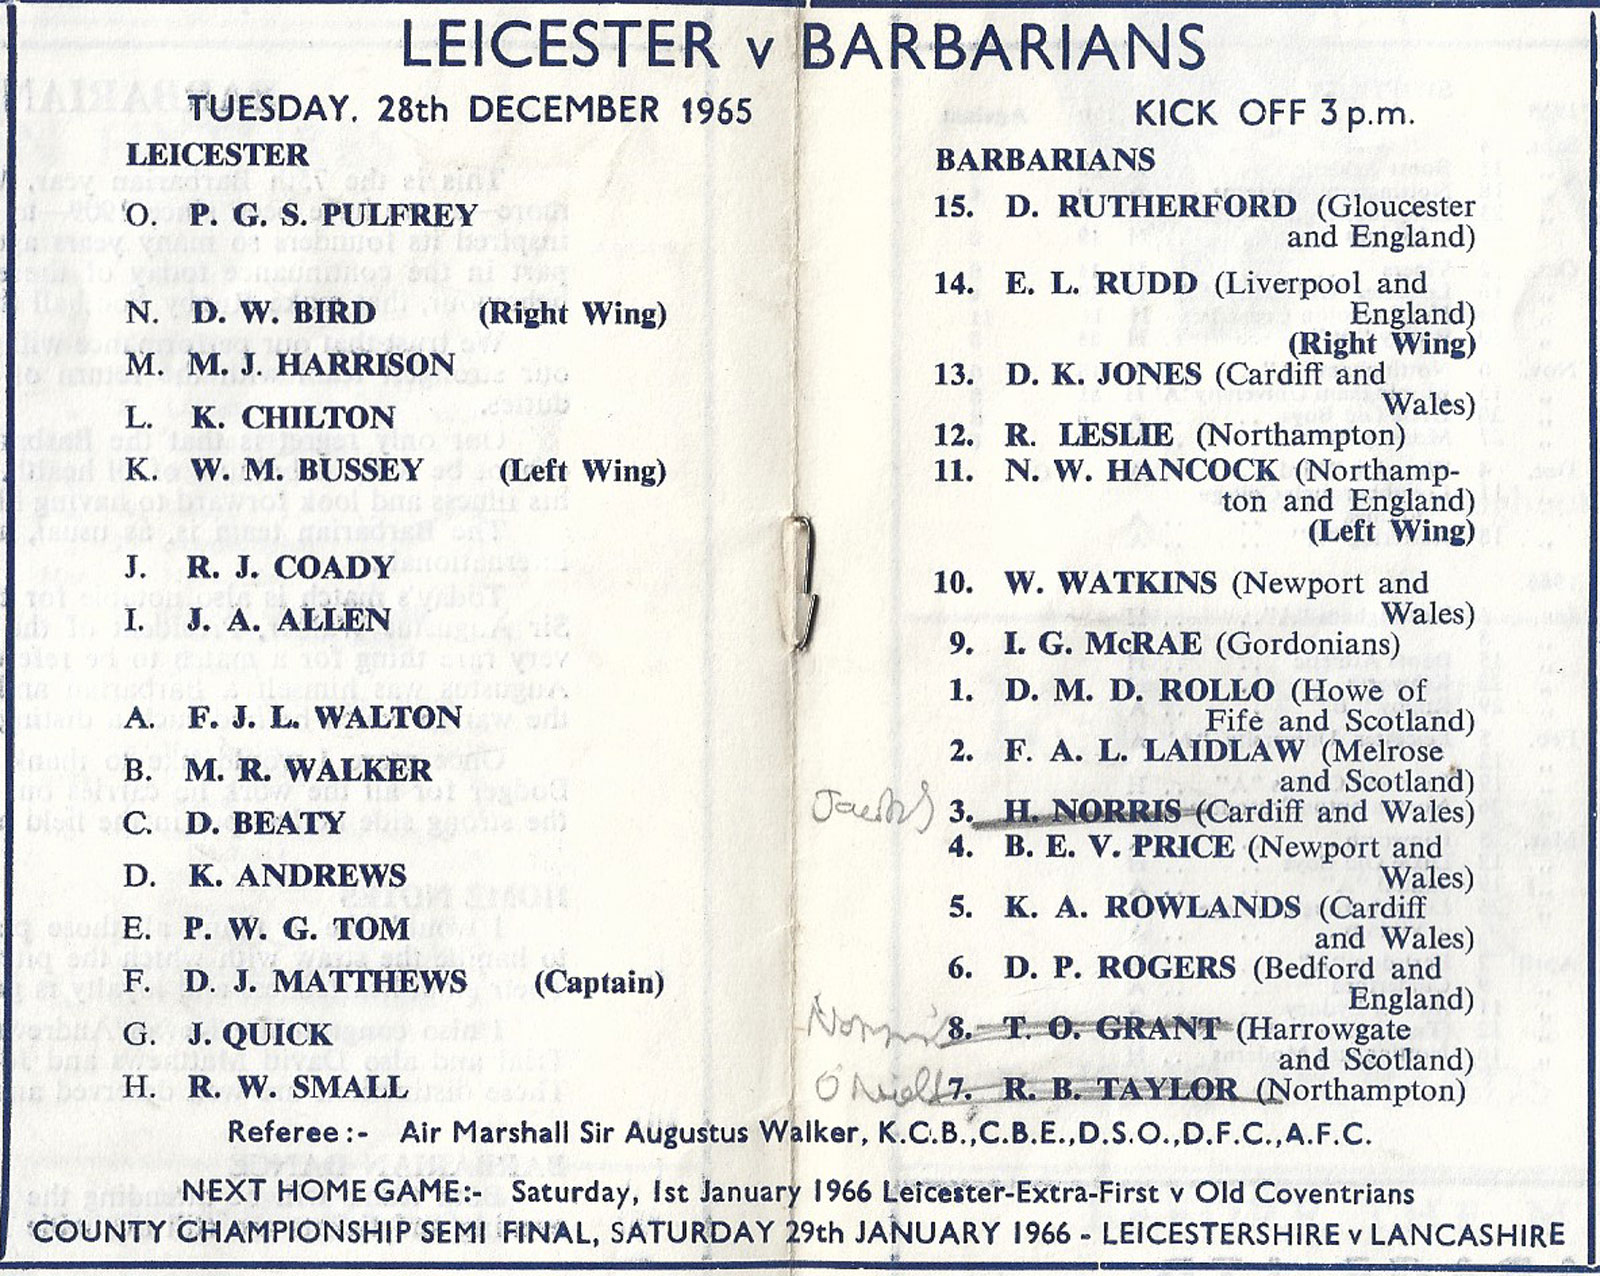 LEICESTER v BARBARIANS
TUESDAY. 28th DECEMBER 1965
KICK OFF 3 p.m.
LEICESTER
O. P. G. S. PULFREY
N. D. W. BIRD (Right Wing)
M. M. J. HARRISON
L. K. CHILTON
K. W. M. BUSSEY (Left Wing)
J. R. J. COADY
I. J. A. ALLEN
A. F. J. L. WALTON
B. M. R. WALKER
C. D. BEATY
D. K. ANDREWS
E. P. W. G. TOM
F. D. J. MATTHEWS (Captain)
G. J. QUICK
H. R. W. SMALL
BARBARIANS
15. D. RUTHERFORD (Gloucester
and England)
14. E. L. RUDD (Liverpool and
England)
(Right Wing)
13. D. K. JONES (Cardiff and
Wales)
12. R. LESLIE (Northampton)
11. N. W. HANCOCK (Northamp-
ton and England)
(Left Wing)
10. W. WATKINS (Newport and
Wales)
9. I. G. McRAE (Gordonians)
1. D. M. D. ROLLO (Howe of
Fife and Scotland)
2. F. A. L. LAIDLAW (Melrose
and Scotland)
3. H. NORRIS (Cardiff and Wales)
4. B. E. V. PRICE (Newport and
Wales)
5. K. A. ROWLANDS (Cardiff
and Wales)
6. D. P. ROGERS (Bedford and
England)
Norris 8. T. O. GRANT (Harrowgate
and Scotland)
7. R. B. TAYLOR (Northampton)
Referee :- Air Marshall Sir Augustus Walker, K.C.B.,C.B.E.,D.S.O.,D.F.C.,A.F.C.
NEXT HOME GAME:- Saturday, 1st January 1966 Leicester-Extra-First v Old Coventrians
COUNTY CHAMPIONSHIP SEMI FINAL, SATURDAY 29th JANUARY 1966 - LEICESTERSHIRE v LANCASHIRE